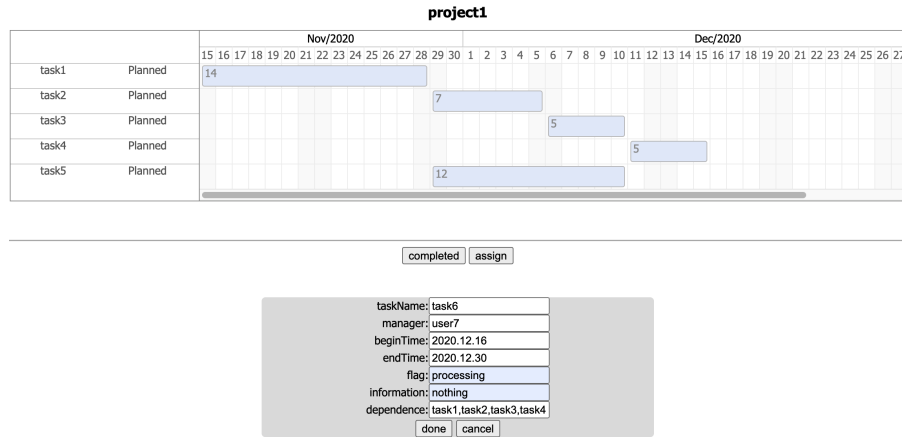 project1
Nov/2020 Dec/2020
15 16 17 18 19 20 21 22 23 24 25 26 27 28 29 30 1 2 3 4 5 6 7 8 9 10 11 12 13 14 15 16 17 18 19 20 21 22 23 24 25 26 27
task1 Planned 14
task2 Planned 7
task3 Planned 5
task4 Planned 5
task5 Planned 12
completed assign
taskName: task6
manager: user7
beginTime: 2020.12.16
endTime: 2020.12.30
flag: processing
information: nothing
dependence: task1,task2,task3,task4
done cancel